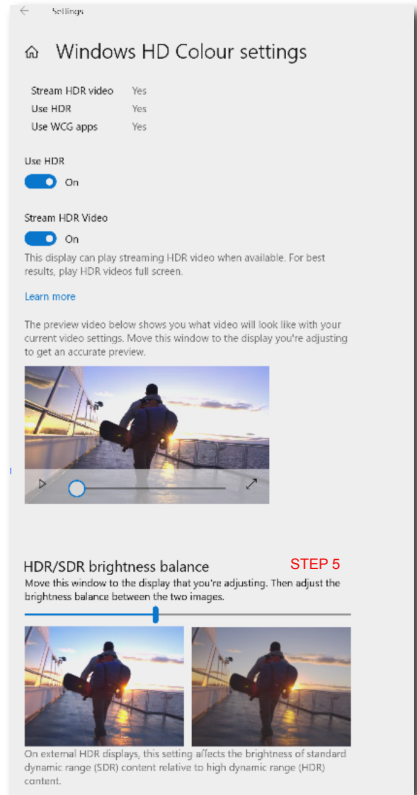 Settings
Windows HD Colour settings
Stream HDR video Yes
Use HDR Yes
Use WCG apps Yes
Use HDR
On
Stream HDR Video
On
This display can play streaming HDR video when available. For best
results, play HDR videos full screen.
Learn more
The preview video below shows you what video will look like with your
current video settings. Move this window to the display you're adjusting
to get an accurate preview.
HDR/SDR brightness balance STEP 5
Move this window to the display that you're adjusting. Then adjust the
brightness balance between the two images.
On external HDR displays, this setting affects the brightness of standard
dynamic range (SDR) content relative to high dynamic range (HDR)
content.